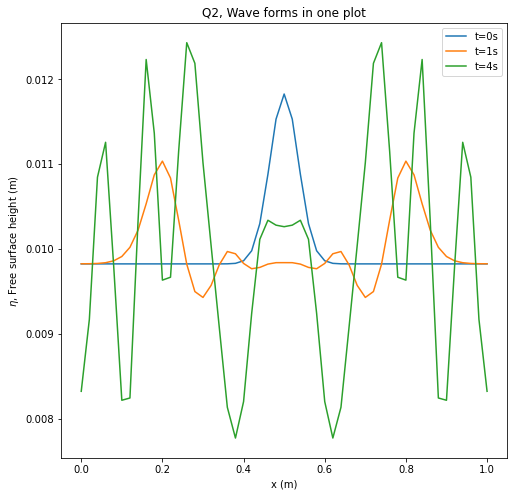 Q2, Wave forms in one plot
t=0s
t=1s
t=4s
0.012
0.011
0.010
0.009
0.008
η, Free surface height (m)
0.0
0.2
0.4
0.6
0.8
1.0
x (m)